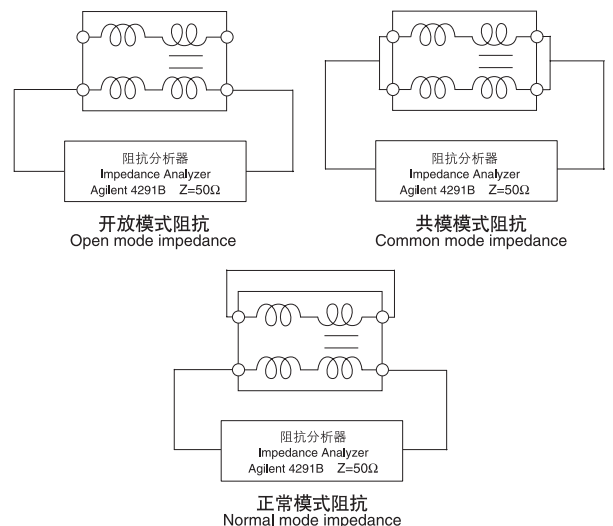 阻抗分析器
Impedance Analyzer
Agilent 4291B Z=50Ω
开放模式阻抗
Open mode impedance
阻抗分析器
Impedance Analyzer
Agilent 4291B Z=50Ω
共模模式阻抗
Common mode impedance
阻抗分析器
Impedance Analyzer
Agilent 4291B Z=50Ω
正常模式阻抗
Normal mode impedance